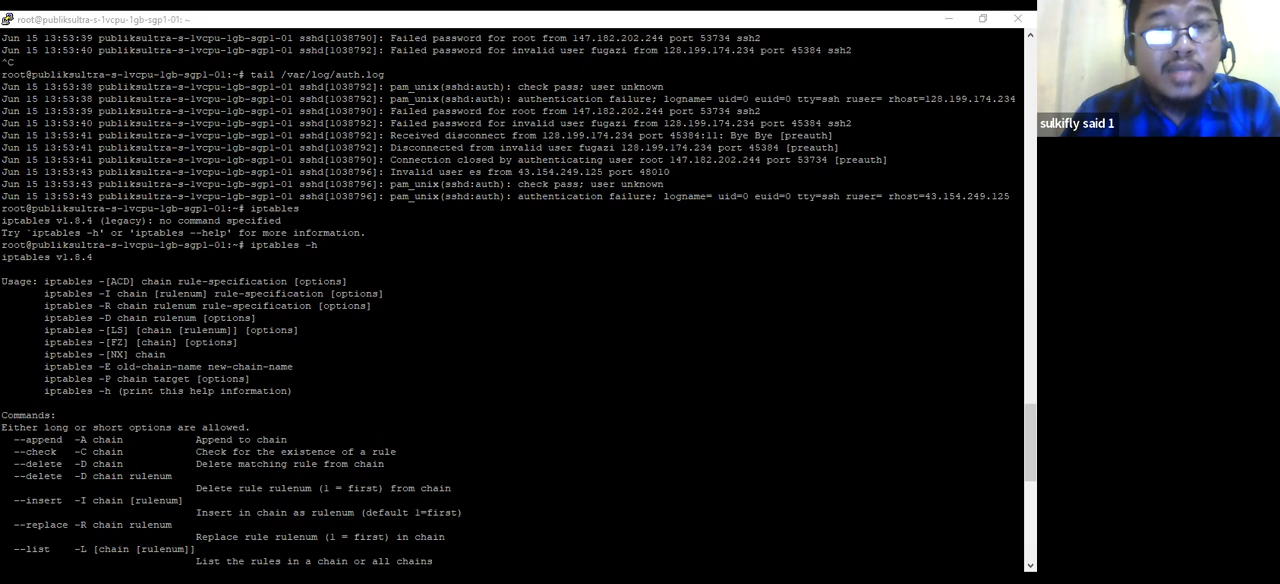 root@publiksultra-s-1vcpu-1gb-sgp1-01: ~
Jun 15 13:53:39 publiksultra-s-1vcpu-1gb-sgp1-01 sshd[1038790]: Failed password for root from 147.182.202.244 port 53734 ssh2
Jun 15 13:53:40 publiksultra-s-1vcpu-1gb-sgp1-01 sshd[1038792]: Failed password for invalid user fugazi from 128.199.174.234 port 45384 ssh2
^C
root@publiksultra-s-1vcpu-1gb-sgp1-01:~# tail /var/log/auth.log
Jun 15 13:53:38 publiksultra-s-1vcpu-1gb-sgp1-01 sshd[1038792]: pam_unix(sshd:auth): check pass; user unknown
Jun 15 13:53:38 publiksultra-s-1vcpu-1gb-sgp1-01 sshd[1038792]: pam_unix(sshd:auth): authentication failure; logname= uid=0 euid=0 tty=ssh ruser= rhost=128.199.174.234
Jun 15 13:53:39 publiksultra-s-1vcpu-1gb-sgp1-01 sshd[1038790]: Failed password for root from 147.182.202.244 port 53734 ssh2
Jun 15 13:53:40 publiksultra-s-1vcpu-1gb-sgp1-01 sshd[1038792]: Failed password for invalid user fugazi from 128.199.174.234 port 45384 ssh2
Jun 15 13:53:41 publiksultra-s-1vcpu-1gb-sgp1-01 sshd[1038792]: Received disconnect from 128.199.174.234 port 45384:11: Bye Bye [preauth]
Jun 15 13:53:41 publiksultra-s-1vcpu-1gb-sgp1-01 sshd[1038792]: Disconnected from invalid user fugazi 128.199.174.234 port 45384 [preauth]
Jun 15 13:53:41 publiksultra-s-1vcpu-1gb-sgp1-01 sshd[1038790]: Connection closed by authenticating user root 147.182.202.244 port 53734 [preauth]
Jun 15 13:53:43 publiksultra-s-1vcpu-1gb-sgp1-01 sshd[1038796]: Invalid user es from 43.154.249.125 port 48010
Jun 15 13:53:43 publiksultra-s-1vcpu-1gb-sgp1-01 sshd[1038796]: pam_unix(sshd:auth): check pass; user unknown
Jun 15 13:53:43 publiksultra-s-1vcpu-1gb-sgp1-01 sshd[1038796]: pam_unix(sshd:auth): authentication failure; logname= uid=0 euid=0 tty=ssh ruser= rhost=43.154.249.125
root@publiksultra-s-1vcpu-1gb-sgp1-01:~# iptables
iptables v1.8.4 (legacy): no command specified
Try `iptables -h' or 'iptables --help' for more information.
root@publiksultra-s-1vcpu-1gb-sgp1-01:~# iptables -h
iptables v1.8.4
Usage: iptables -[ACD] chain rule-specification [options]
iptables -I chain [rulenum] rule-specification [options]
iptables -R chain rulenum rule-specification [options]
iptables -D chain rulenum [options]
iptables -[LS] [chain [rulenum]] [options]
iptables -[FZ] [chain] [options]
iptables -[NX] chain
iptables -E old-chain-name new-chain-name
iptables -P chain target [options]
iptables -h (print this help information)
Commands:
Either long or short options are allowed.
--append -A chain Append to chain
--check -C chain Check for the existence of a rule
--delete -D chain Delete matching rule from chain
--delete -D chain rulenum
Delete rule rulenum (1 = first) from chain
--insert -I chain [rulenum]
Insert in chain as rulenum (default 1=first)
--replace -R chain rulenum
Replace rule rulenum (1 = first) in chain
--list -L [chain [rulenum]]
List the rules in a chain or all chains
sulkifly said 1